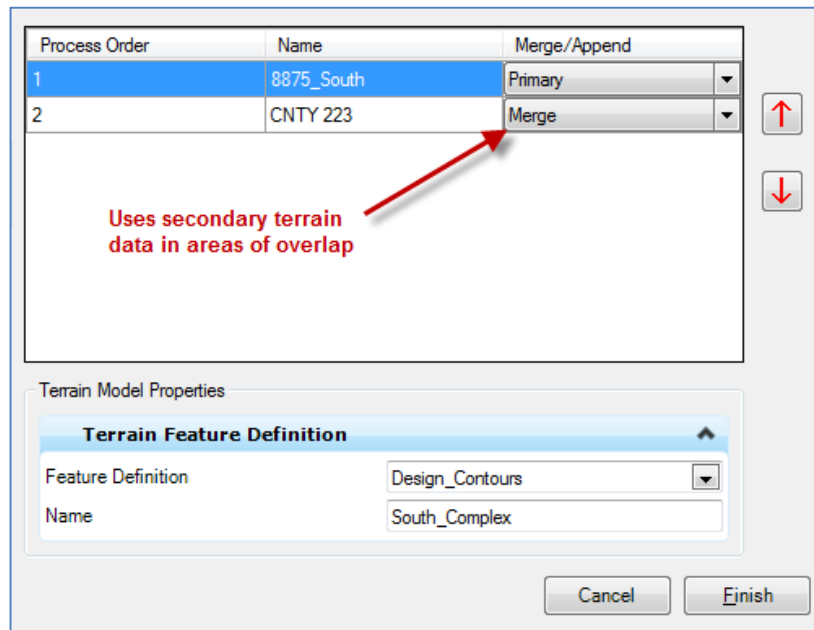 Process Order Name Merge/Append
1 8875_South Primary
2 CNTY 223 Merge
Uses secondary terrain
data in areas of overlap
Terrain Model Properties
Terrain Feature Definition
Feature Definition Design_Contours
Name South_Complex
Cancel Finish